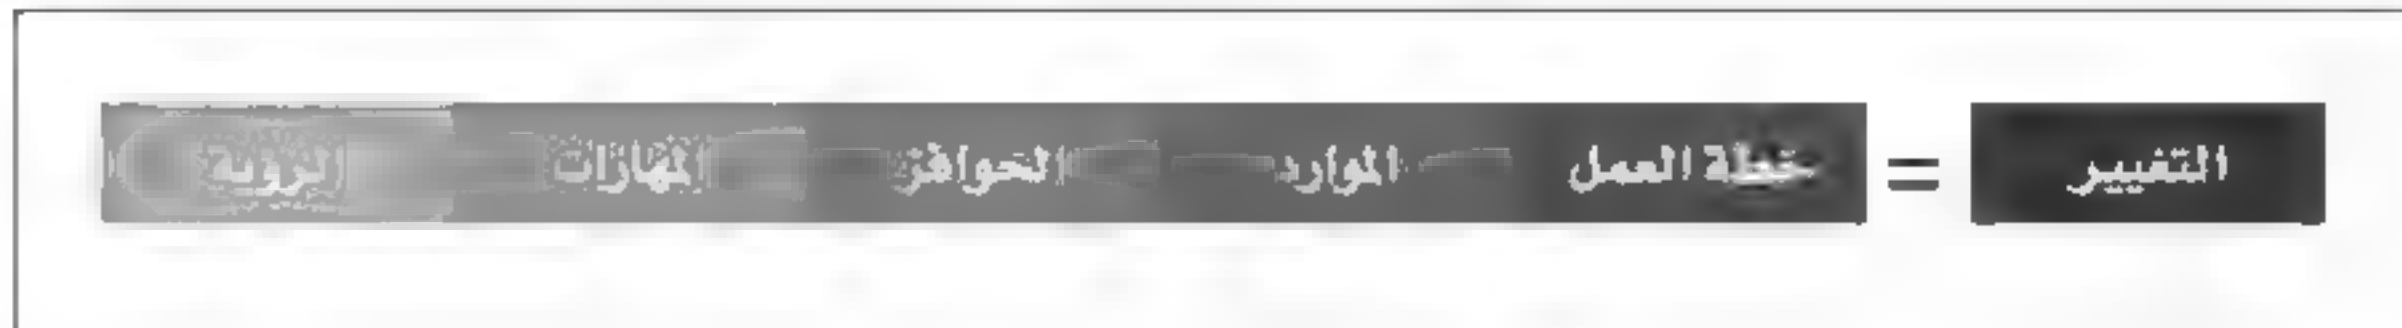 الرؤية المهارات الحوافز الموارد خطة العمل = التغيير